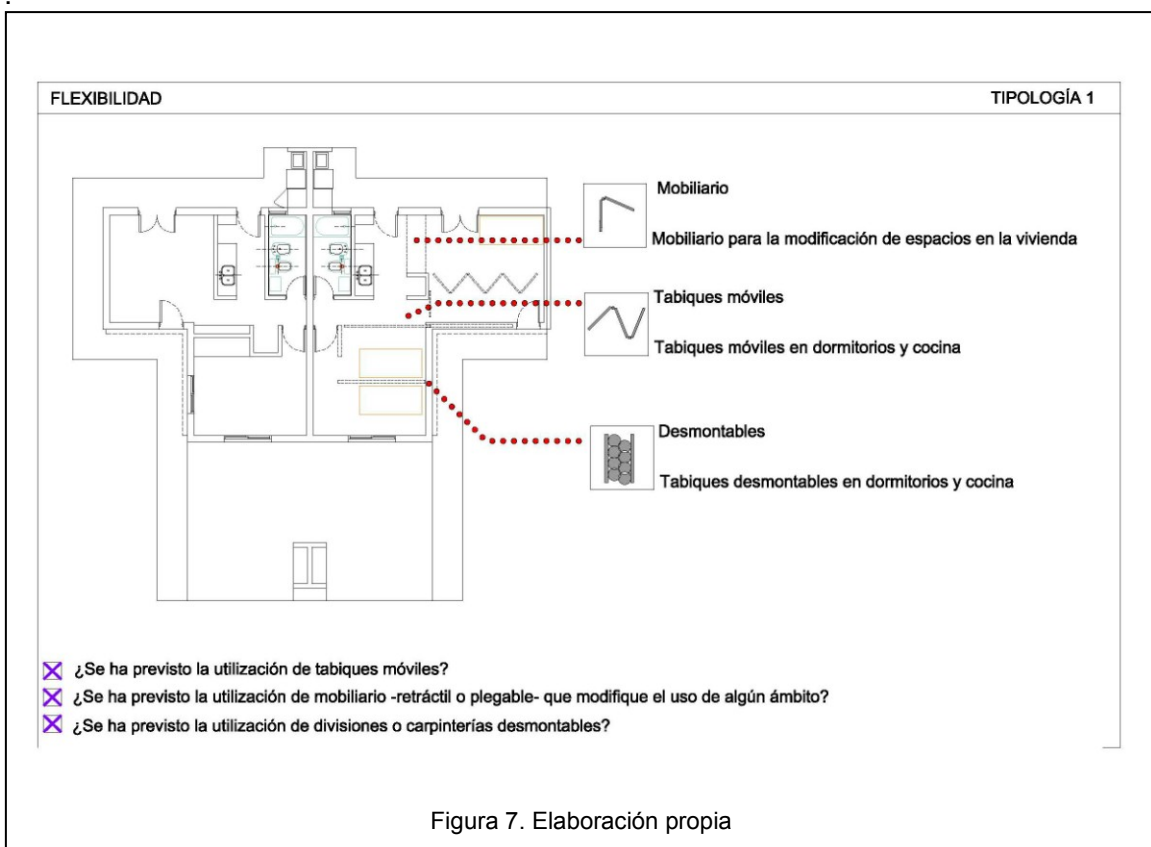 .
FLEXIBILIDAD
TIPOLOGÍA 1
Mobiliario
Mobiliario para la modificación de espacios en la vivienda
Tabiques móviles
Tabiques móviles en dormitorios y cocina
Desmontables
Tabiques desmontables en dormitorios y cocina
¿Se ha previsto la utilización de tabiques móviles?
¿Se ha previsto la utilización de mobiliario -retráctil o plegable- que modifique el uso de algún ámbito?
¿Se ha previsto la utilización de divisiones o carpinterías desmontables?
Figura 7. Elaboración propia